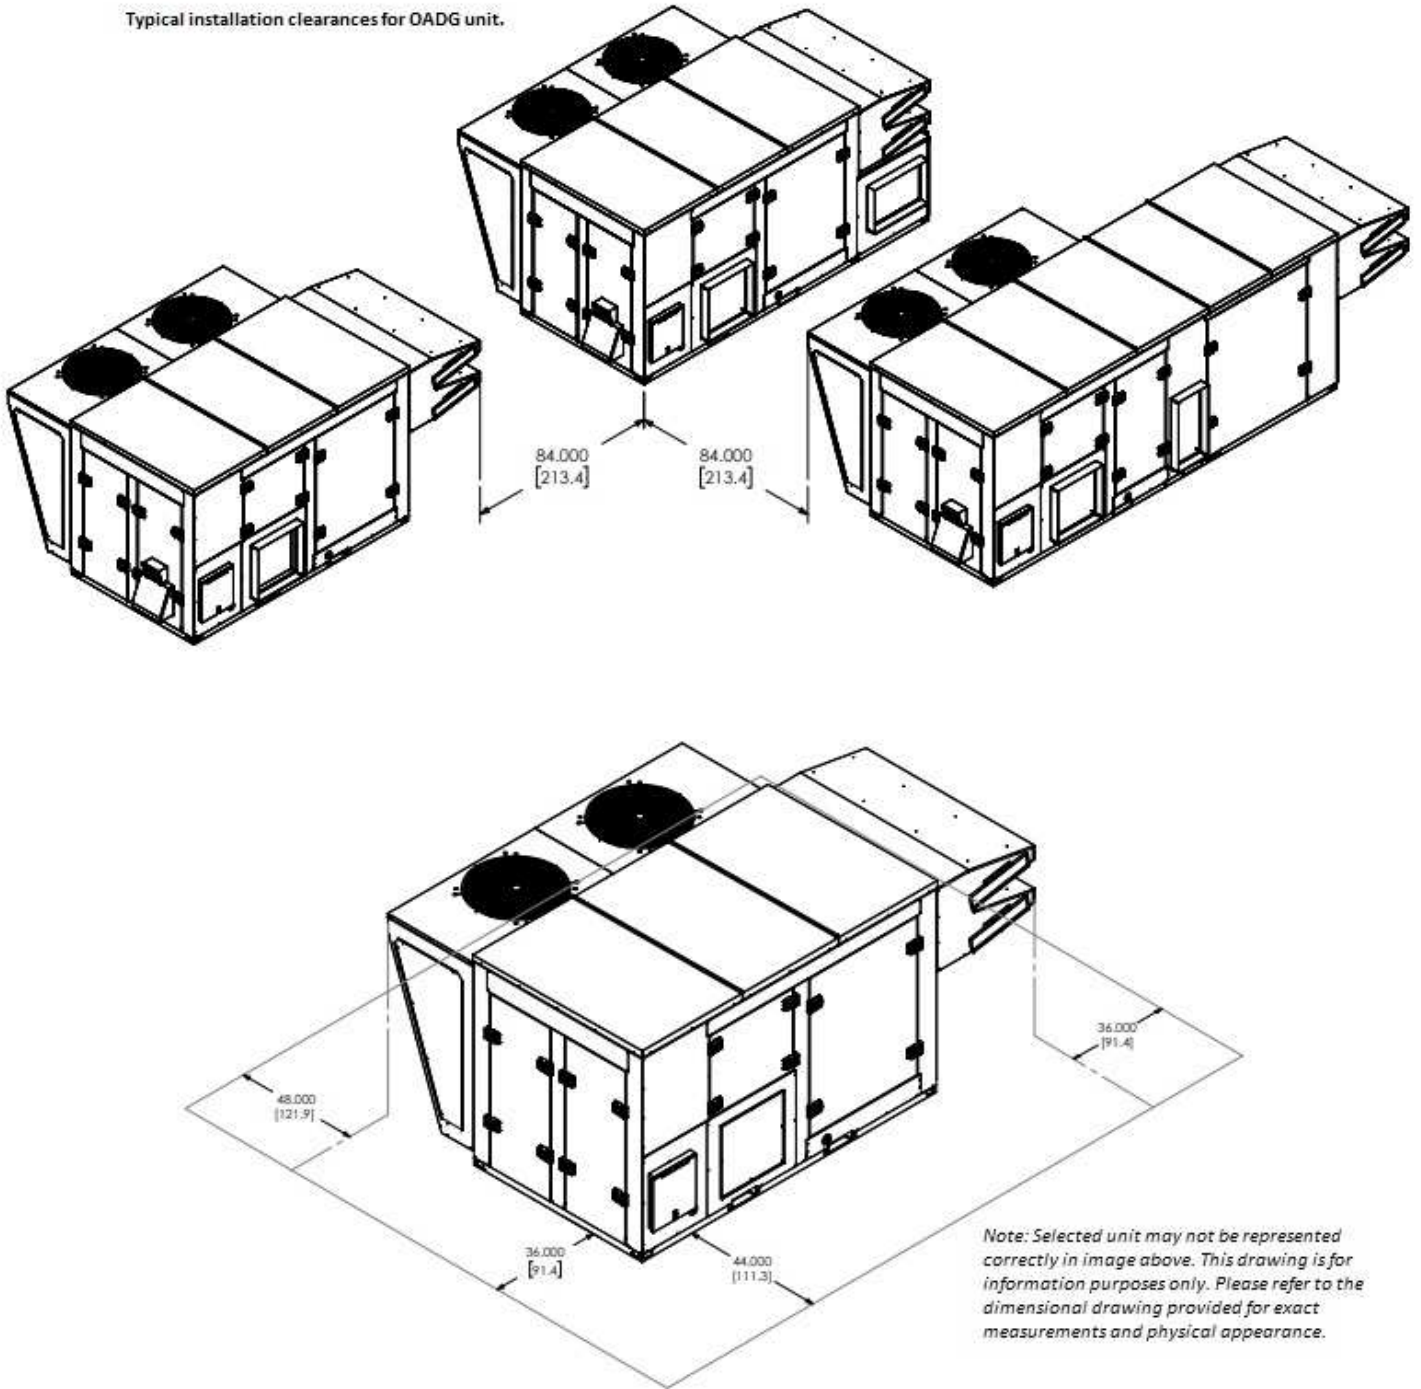 Typical installation clearances for OADG unit.
84.000
[213.4]
84.000
[213.4]
36.000
[91.4]
48.000
[121.9]
36.000
[91.4]
44.000
[111.3]
Note: Selected unit may not be represented
correctly in image above. This drawing is for
information purposes only. Please refer to the
dimensional drawing provided for exact
measurements and physical appearance.